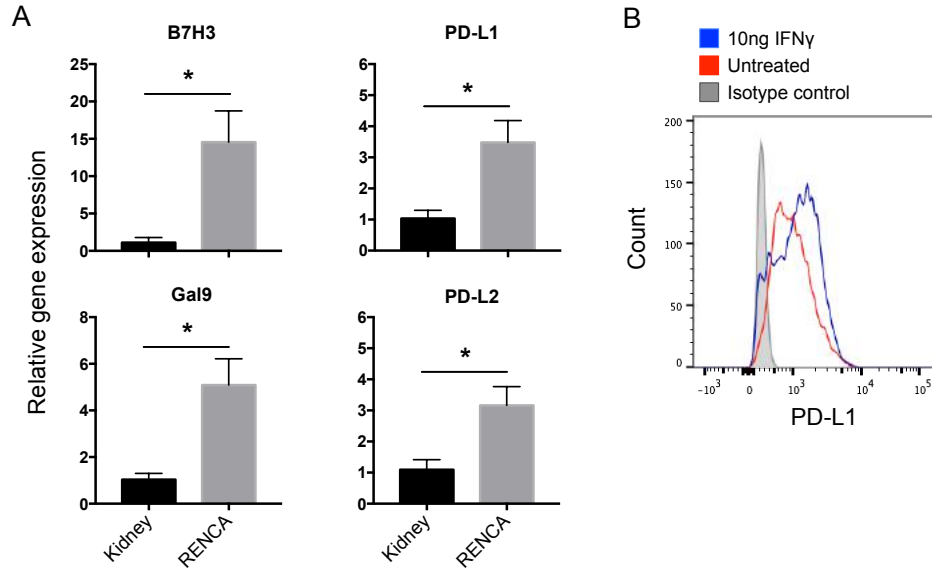 A
B7H3
25
20
15
10
5
0
*
PD-L1
6
5
4
3
2
1
0
*
Gal9
8
6
4
2
0
*
Kidney
RENCA
PD-L2
6
5
4
3
2
1
0
*
Kidney
RENCA
Relative gene expression
B
10ng IFNγ
Untreated
Isotype control
200
150
100
50
0
Count
-10³ 0 10³ 10⁴ 10⁵
PD-L1